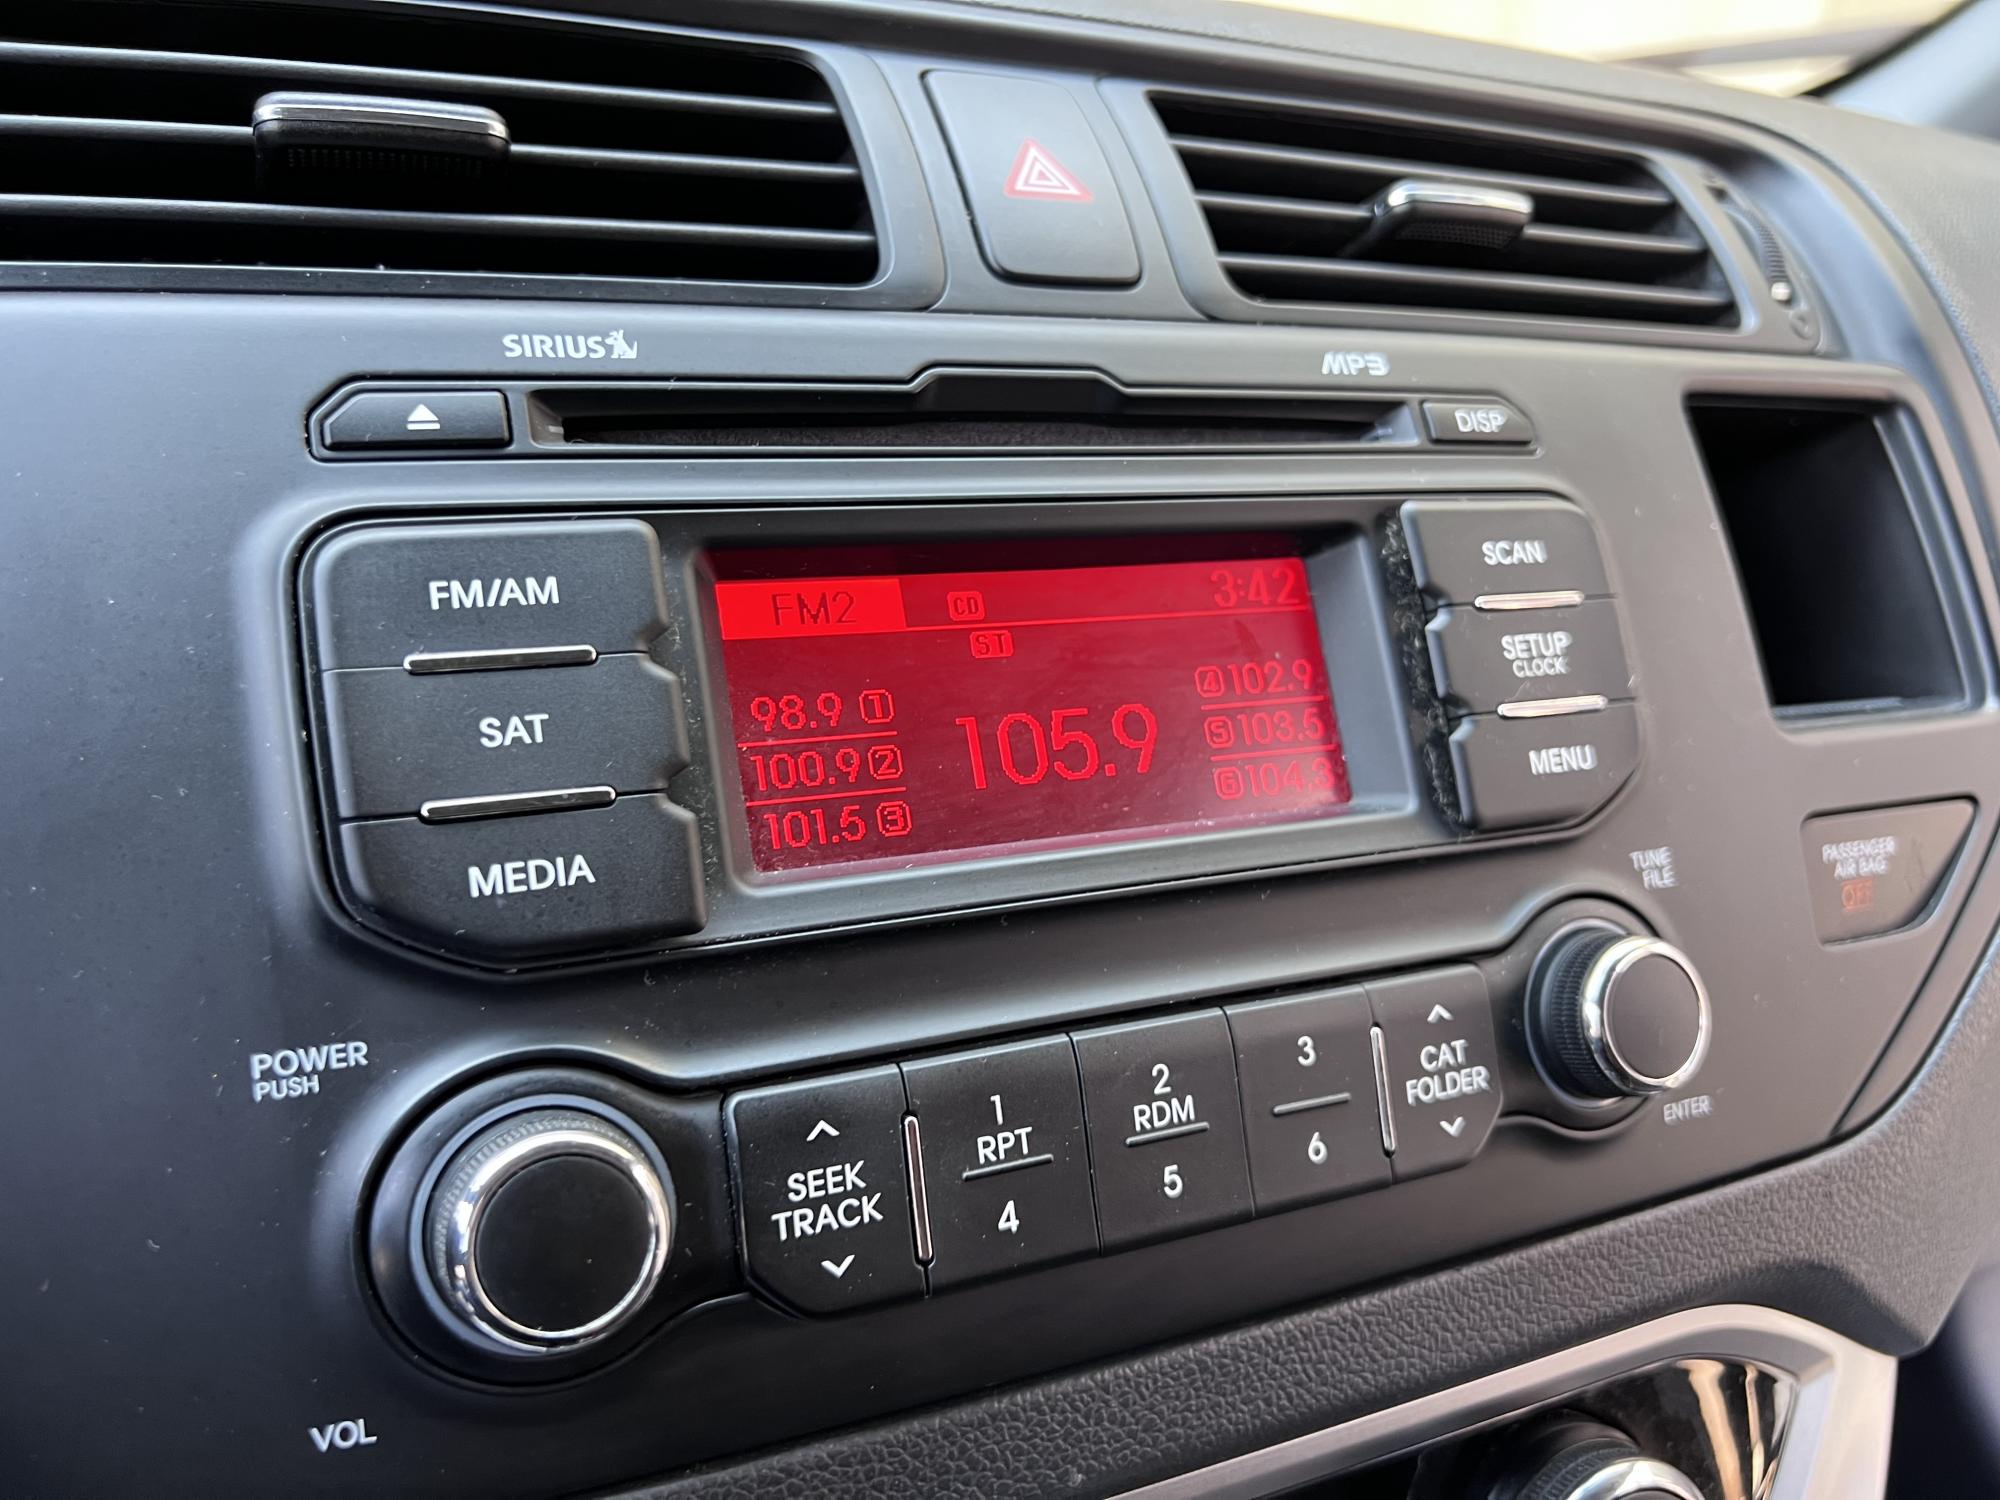 SIRIUS
MP3
DISP
FM/AM
SAT
MEDIA
FM2
CD
3:42
ST
98.9 1
100.9 2
101.5 3
105.9
4 102.9
5 103.5
6 104.3
SCAN
SETUP
CLOCK
MENU
TUNE
FILE
PASSENGER
AIR BAG
OFF
POWER
PUSH
VOL
SEEK
TRACK
1
RPT
4
2
RDM
5
3
6
CAT
FOLDER
ENTER